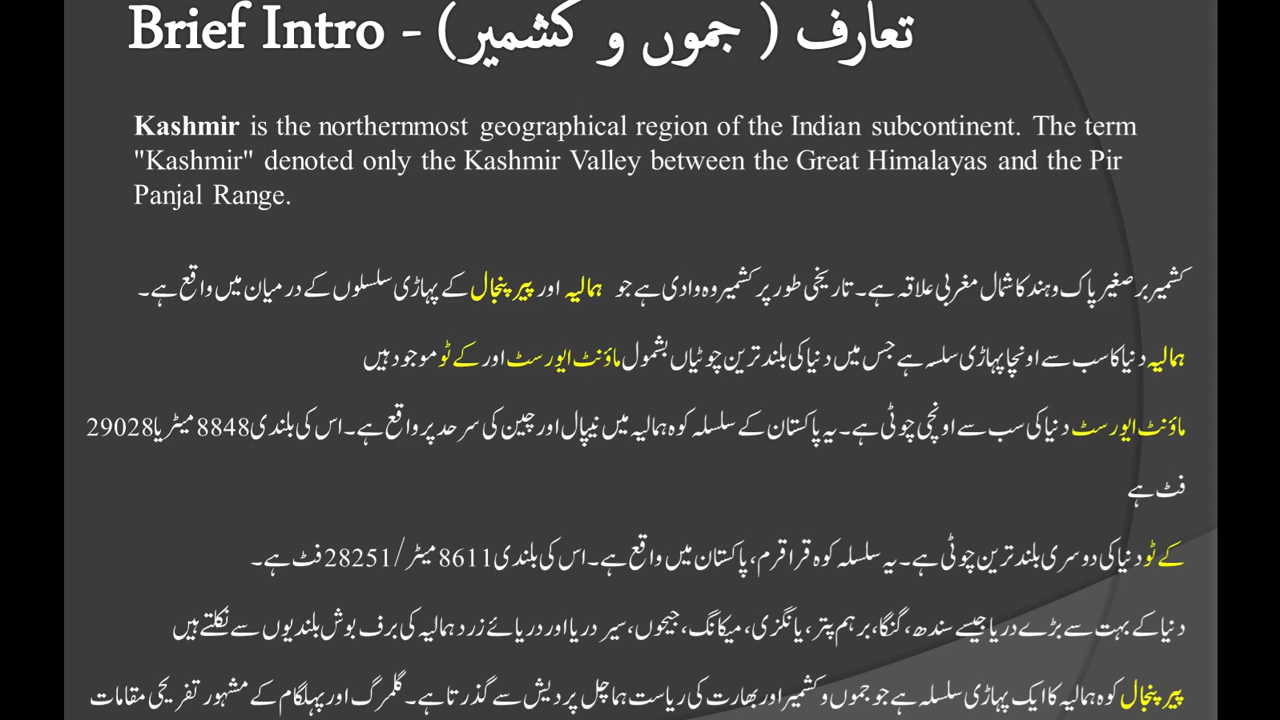 Brief Intro - تعارف ( جموں و کشمیر)
Kashmir is the northernmost geographical region of the Indian subcontinent. The term
"Kashmir" denoted only the Kashmir Valley between the Great Himalayas and the Pir
Panjal Range.
کشمیر برصغیر پاک و ہند کا شمال مغربی علاقہ ہے۔ تاریخی طور پر کشمیر وہ وادی ہے جو ہمالیہ اور پیر پنجال کے پہاڑی سلسلوں کے درمیان میں واقع ہے۔
ہمالیہ دنیا کا سب سے اونچا پہاڑی سلسہ ہے جس میں دنیا کی بلند ترین چوٹیاں بشمول ماؤنٹ ایورسٹ اور کے ٹو موجود ہیں
ماؤنٹ ایورسٹ دنیا کی سب سے اونچی چوٹی ہے۔ یہ پاکستان کے سلسلہ کوہ ہمالیہ میں نیپال اور چین کی سرحد پر واقع ہے۔ اس کی بلندی 8848 میٹر یا 29028
فٹ ہے
کے ٹو دنیا کی دوسری بلند ترین چوٹی ہے۔ یہ سلسلہ کوہ قراقرم، پاکستان میں واقع ہے۔ اس کی بلندی 8611 میٹر/28251 فٹ ہے۔
دنیا کے بہت سے بڑے دریا جیسے سندھ، گنگا، برہم پتر، یانگزی، میکانگ، جیحوں، سیر دریا اور دریائے زرد ہمالیہ کی برف بوش بلندیوں سے نکلتے ہیں
پیر پنجال کوہ ہمالیہ کا ایک پہاڑی سلسلہ ہے جو جموں و کشمیر اور بھارت کی ریاست ہماچل پردیش سے گذرتا ہے۔ گلمرگ اور پہلگام کے مشہور تفریحی مقامات